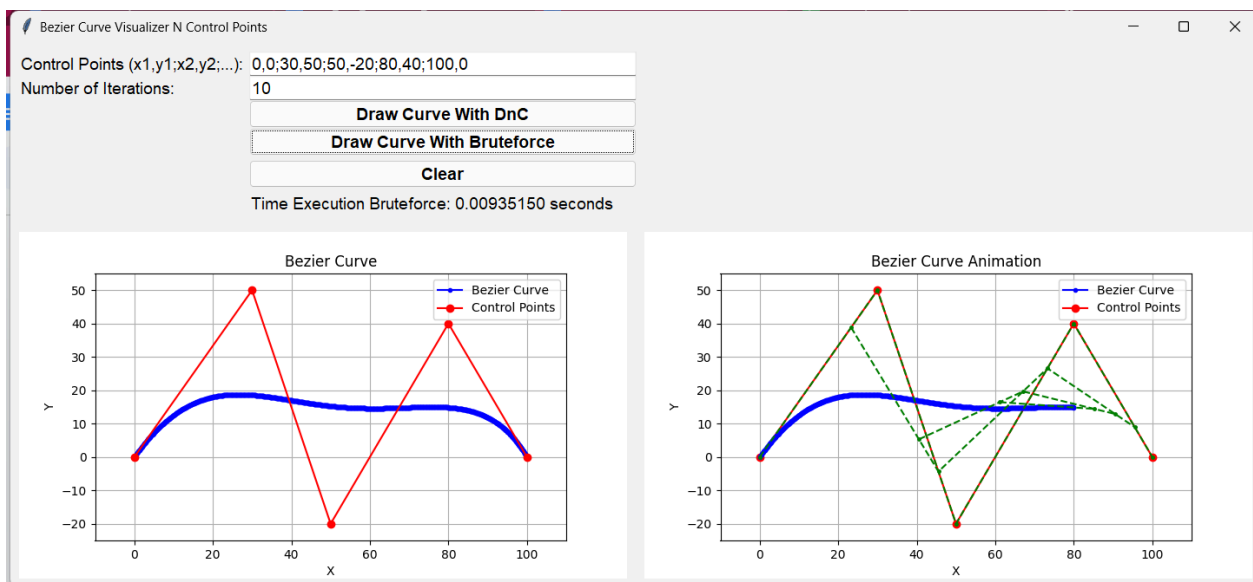 Bezier Curve Visualizer N Control Points
Control Points (x1,y1;x2,y2;...): 0,0;30,50;50,-20;80,40;100,0
Number of Iterations: 10
Draw Curve With DnC
Draw Curve With Bruteforce
Clear
Time Execution Bruteforce: 0.00935150 seconds
Bezier Curve
Bezier Curve
Control Points
50
40
30
20
10
0
−10
−20
Y
0 20 40 60 80 100
X
Bezier Curve Animation
Bezier Curve
Control Points
50
40
30
20
10
0
−10
−20
Y
0 20 40 60 80 100
X